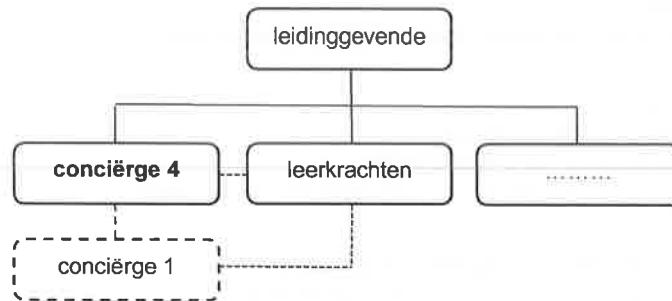 leidinggevende
conciërge 4
leerkrachten
.........
conciërge 1